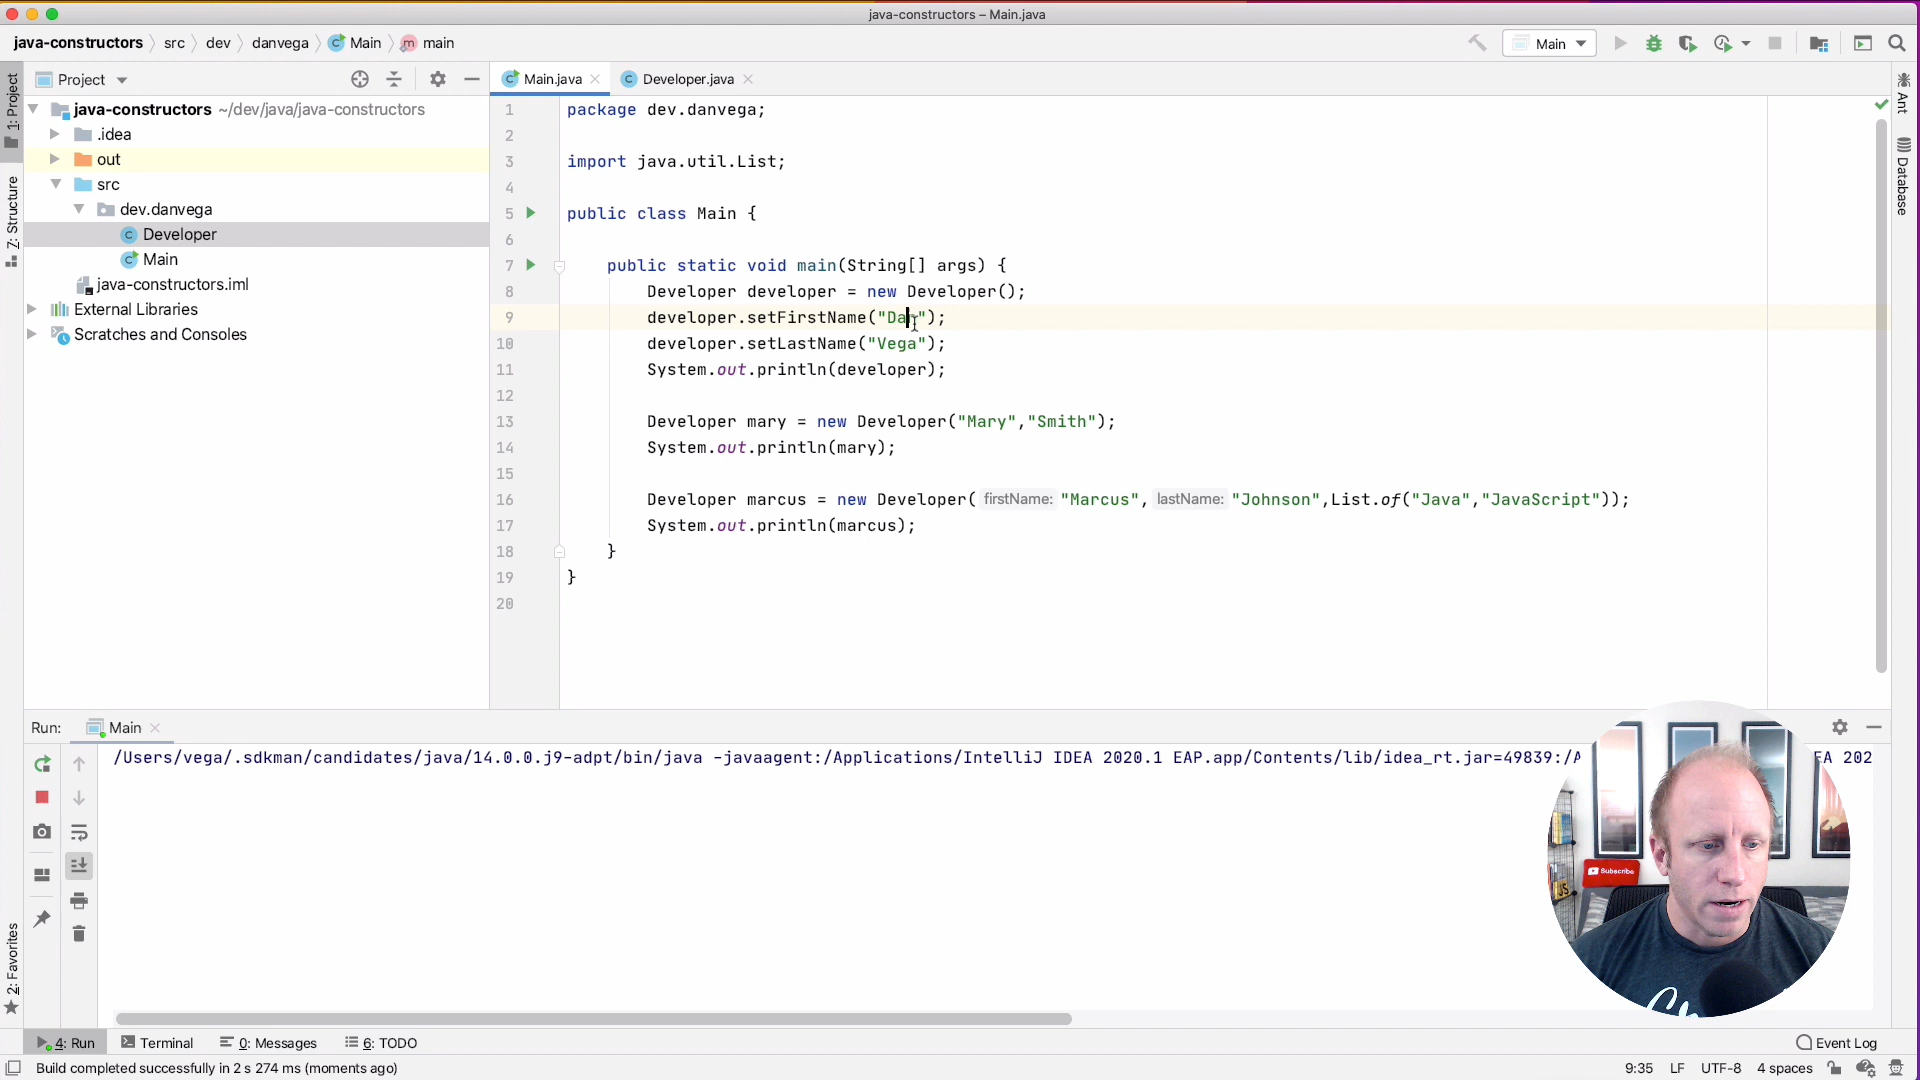 java-constructors – Main.java
java-constructors src dev danvega Main main
Main
1: Project
7: Structure
2: Favorites
Project
java-constructors ~/dev/java/java-constructors
.idea
out
src
dev.danvega
Developer
Main
java-constructors.iml
External Libraries
Scratches and Consoles
Main.java Developer.java
1 package dev.danvega;
2
3 import java.util.List;
4
5 public class Main {
6
7 public static void main(String[] args) {
8 Developer developer = new Developer();
9 developer.setFirstName("Dan");
10 developer.setLastName("Vega");
11 System.out.println(developer);
12
13 Developer mary = new Developer("Mary","Smith");
14 System.out.println(mary);
15
16 Developer marcus = new Developer( firstName: "Marcus", lastName: "Johnson",List.of("Java","JavaScript"));
17 System.out.println(marcus);
18 }
19 }
20
Ant
Database
Run: Main
/Users/vega/.sdkman/candidates/java/14.0.0.j9-adpt/bin/java -javaagent:/Applications/IntelliJ IDEA 2020.1 EAP.app/Contents/lib/idea_rt.jar=49839:/A
EA 202
Subscribe
JS
4: Run Terminal 0: Messages 6: TODO Event Log
Build completed successfully in 2 s 274 ms (moments ago) 9:35 LF UTF-8 4 spaces